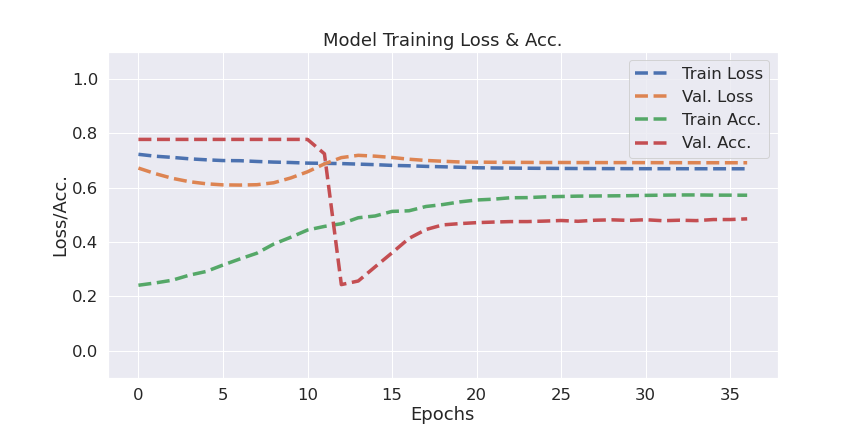 Model Training Loss & Acc.
Train Loss
Val. Loss
Train Acc.
Val. Acc.
1.0
0.8
0.6
0.4
0.2
0.0
Loss/Acc.
0 5 10 15 20 25 30 35
Epochs